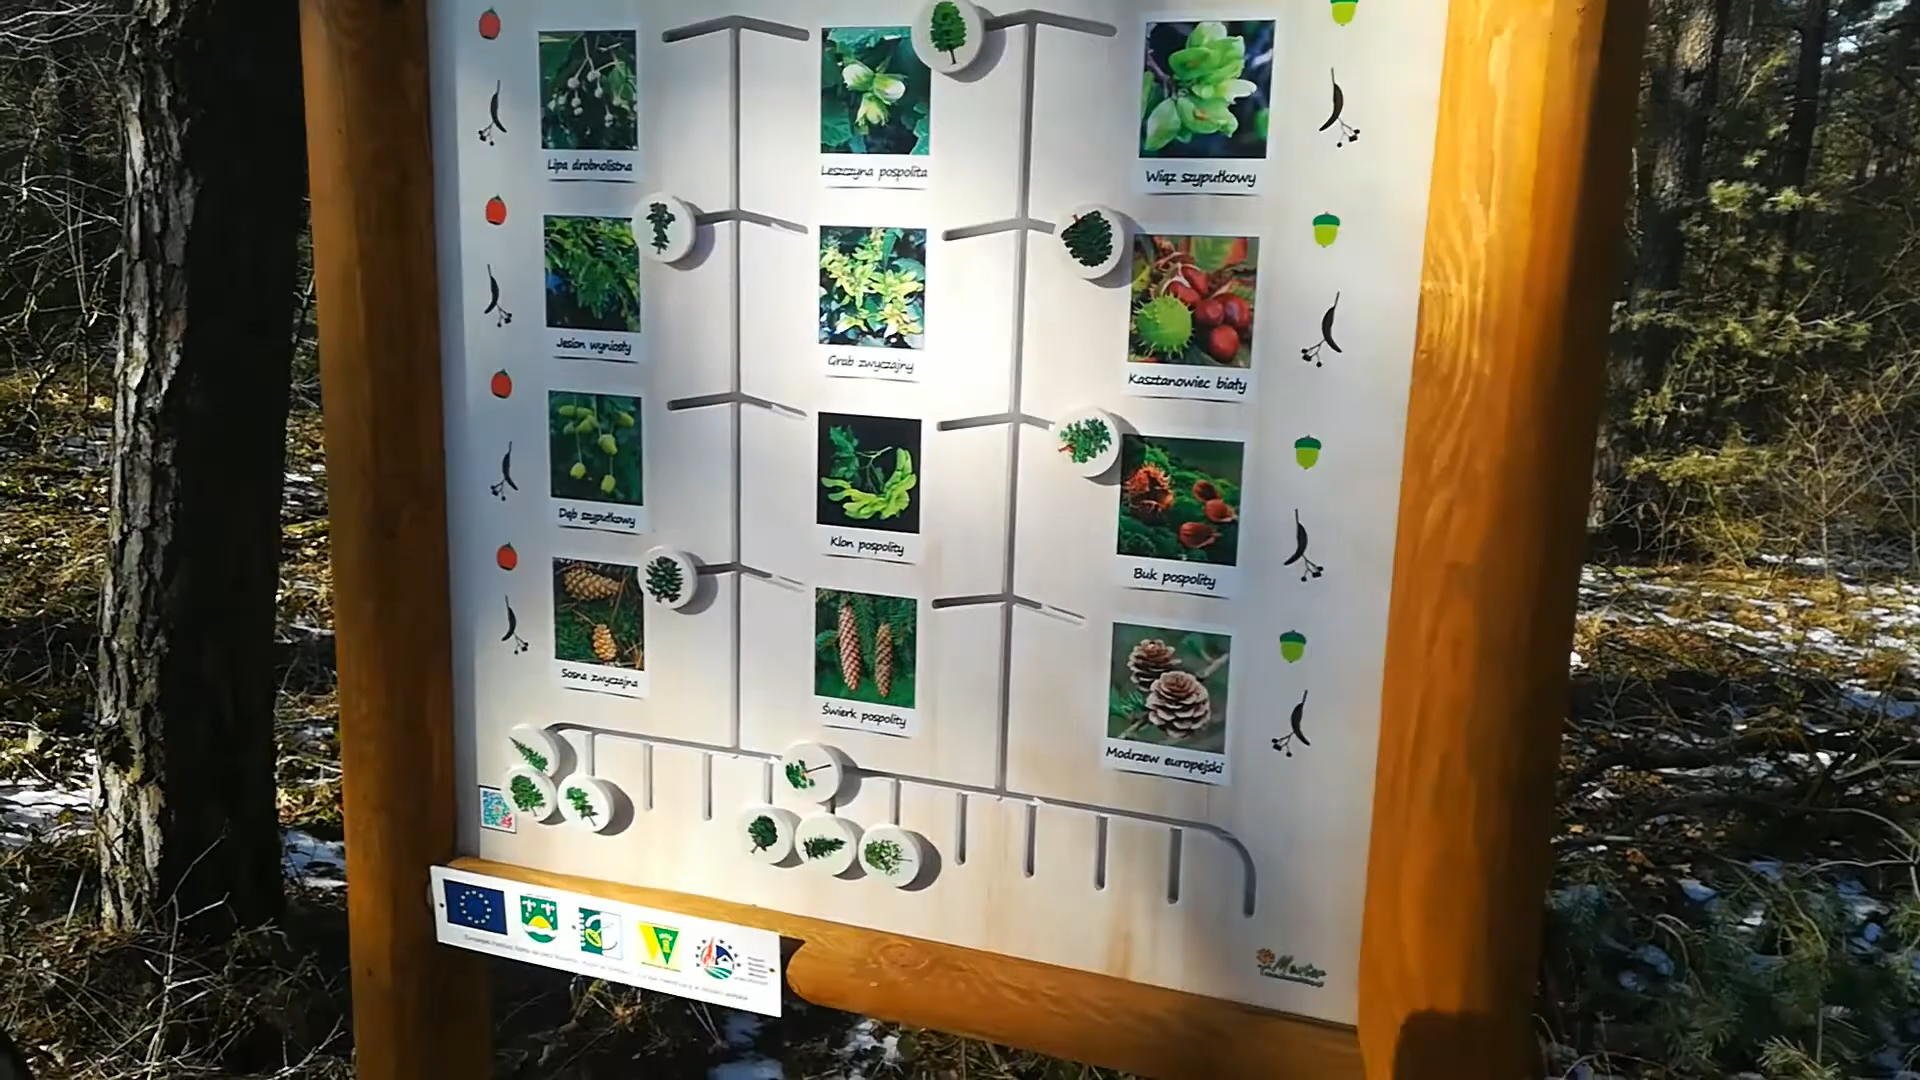 Lipa drobnolistna
Leszczyna pospolita
Wiąz szypułkowy
Jesion wyniosły
Grab zwyczajny
Kasztanowiec biały
Dąb szypułkowy
Klon pospolity
Buk pospolity
Sosna zwyczajna
Świerk pospolity
Modrzew europejski